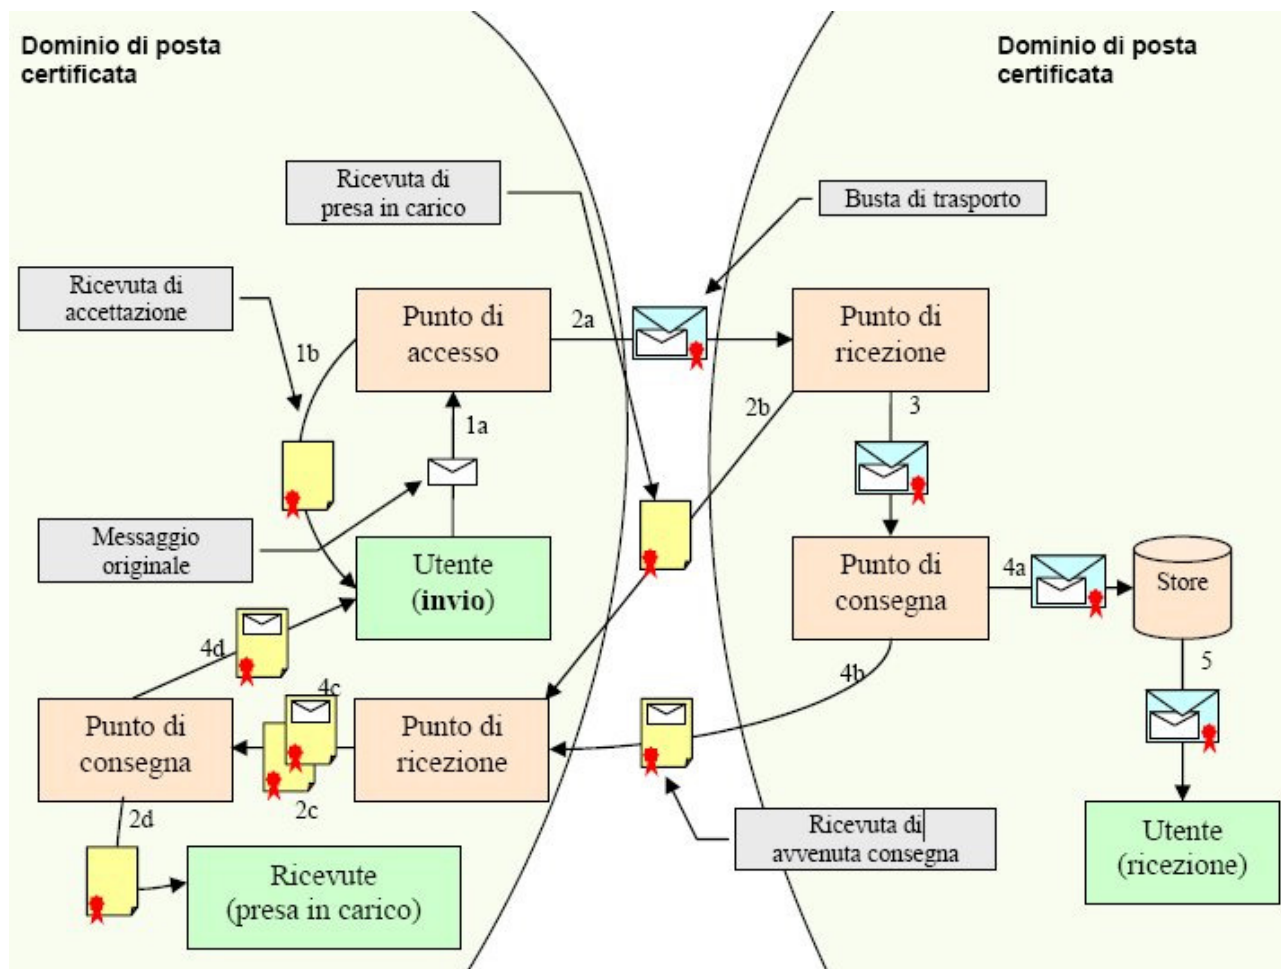 Dominio di posta
certificata
Dominio di posta
certificata
Ricevuta di
presa in carico
Busta di trasporto
Ricevuta di
accettazione
Punto di
accesso
2a
Punto di
ricezione
1b
1a
2b
3
Messaggio
originale
Utente
(invio)
Punto di
consegna
4a
Store
4d
4b
5
4c
Punto di
consegna
Punto di
ricezione
2c
2d
Ricevuta di
avvenuta consegna
Utente
(ricezione)
Ricevute
(presa in carico)